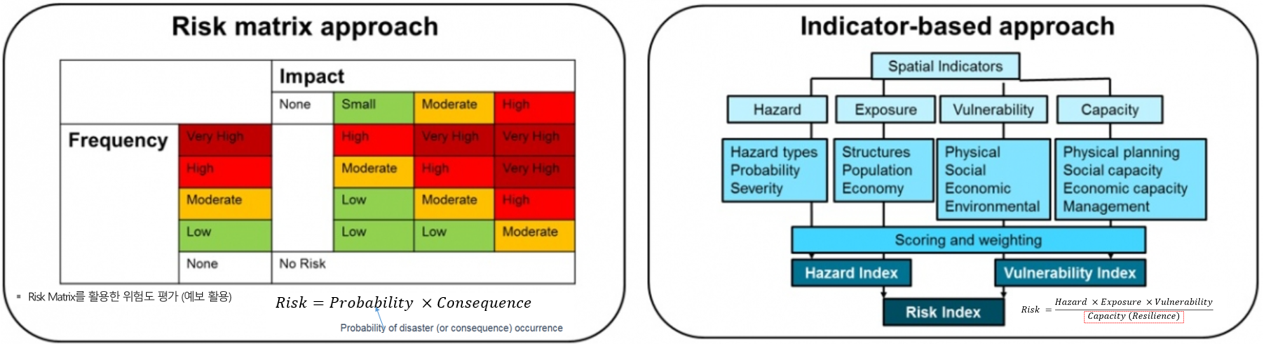 Risk matrix approach
Impact
None Small Moderate High
Frequency Very High High Very High Very High
High Moderate High Very High
Moderate Low Moderate High
Low Low Low Moderate
None No Risk
▪ Risk Matrix를 활용한 위험도 평가 (예보 활용)
Risk = Probability × Consequence
Probability of disaster (or consequence) occurrence
Indicator-based approach
Spatial Indicators
Hazard Exposure Vulnerability Capacity
Hazard types
Probability
Severity
Structures
Population
Economy
Physical
Social
Economic
Environmental
Physical planning
Social capacity
Economic capacity
Management
Scoring and weighting
Hazard Index Vulnerability Index
Risk Index
Risk = Hazard × Exposure × Vulnerability
Capacity (Resilience)